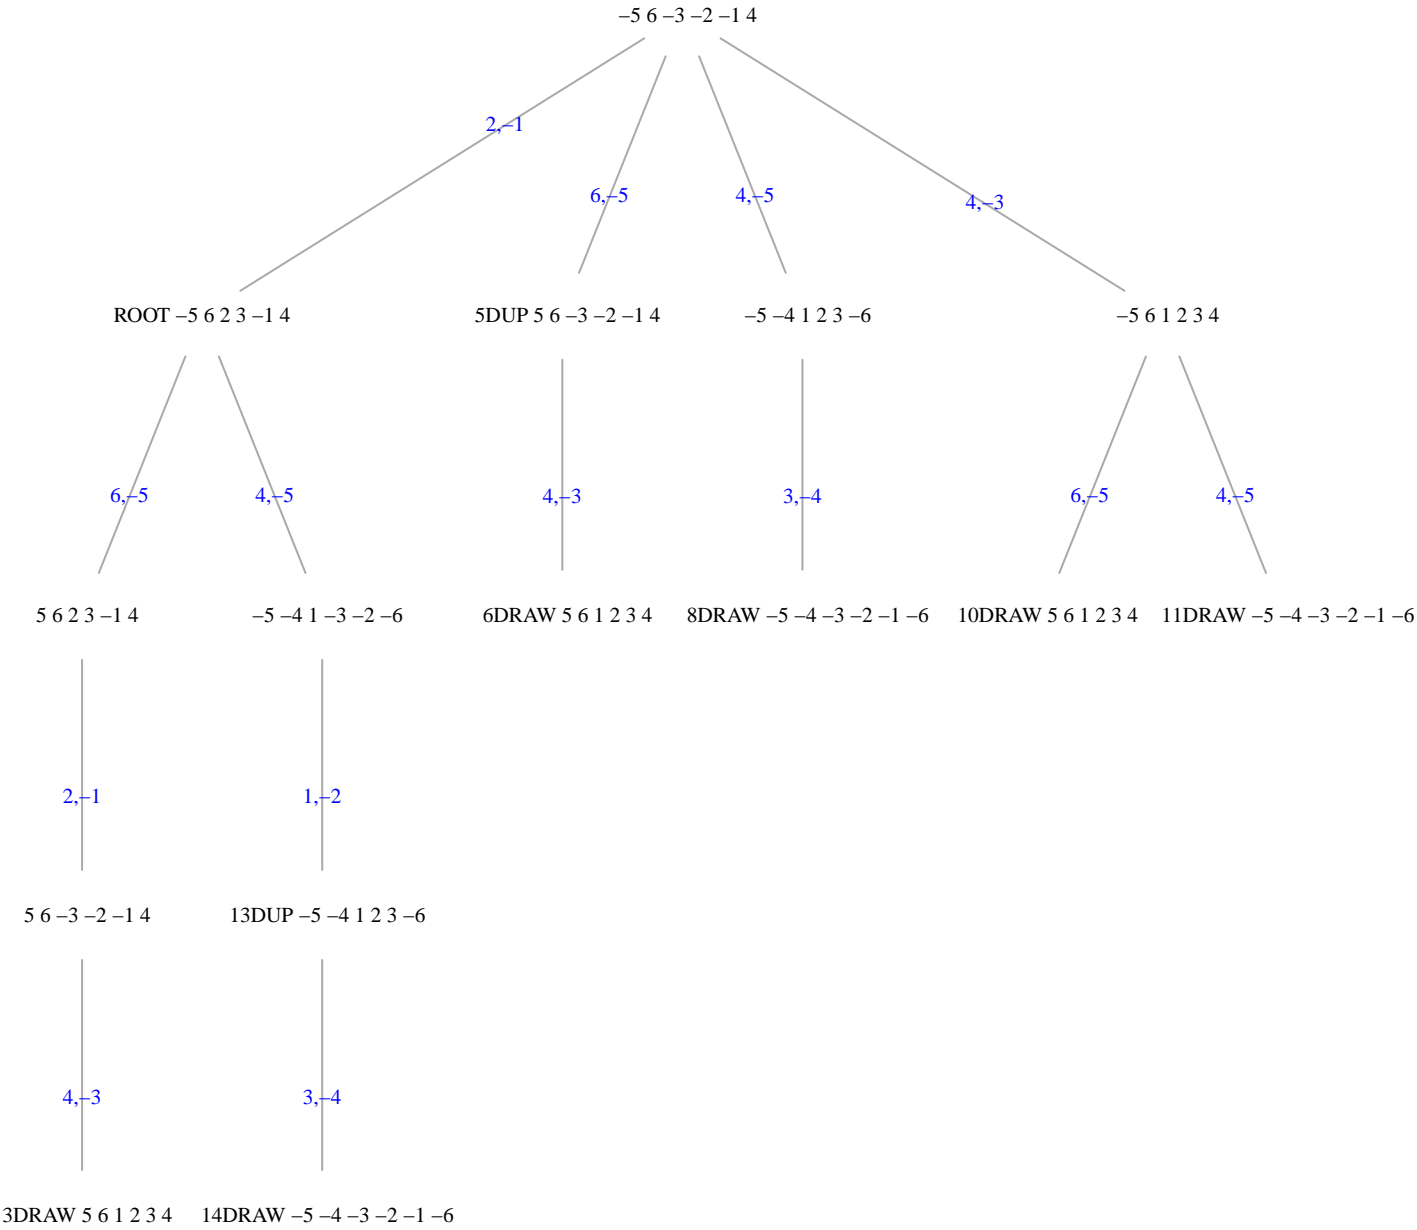 –5 6 –3 –2 –1 4
2,–1
6,–5
4,–5
4,–3
ROOT –5 6 2 3 –1 4
5DUP 5 6 –3 –2 –1 4
–5 –4 1 2 3 –6
–5 6 1 2 3 4
6,–5
4,–5
4,–3
3,–4
6,–5
4,–5
5 6 2 3 –1 4
–5 –4 1 –3 –2 –6
6DRAW 5 6 1 2 3 4
8DRAW –5 –4 –3 –2 –1 –6
10DRAW 5 6 1 2 3 4
11DRAW –5 –4 –3 –2 –1 –6
2,–1
1,–2
5 6 –3 –2 –1 4
13DUP –5 –4 1 2 3 –6
4,–3
3,–4
3DRAW 5 6 1 2 3 4
14DRAW –5 –4 –3 –2 –1 –6